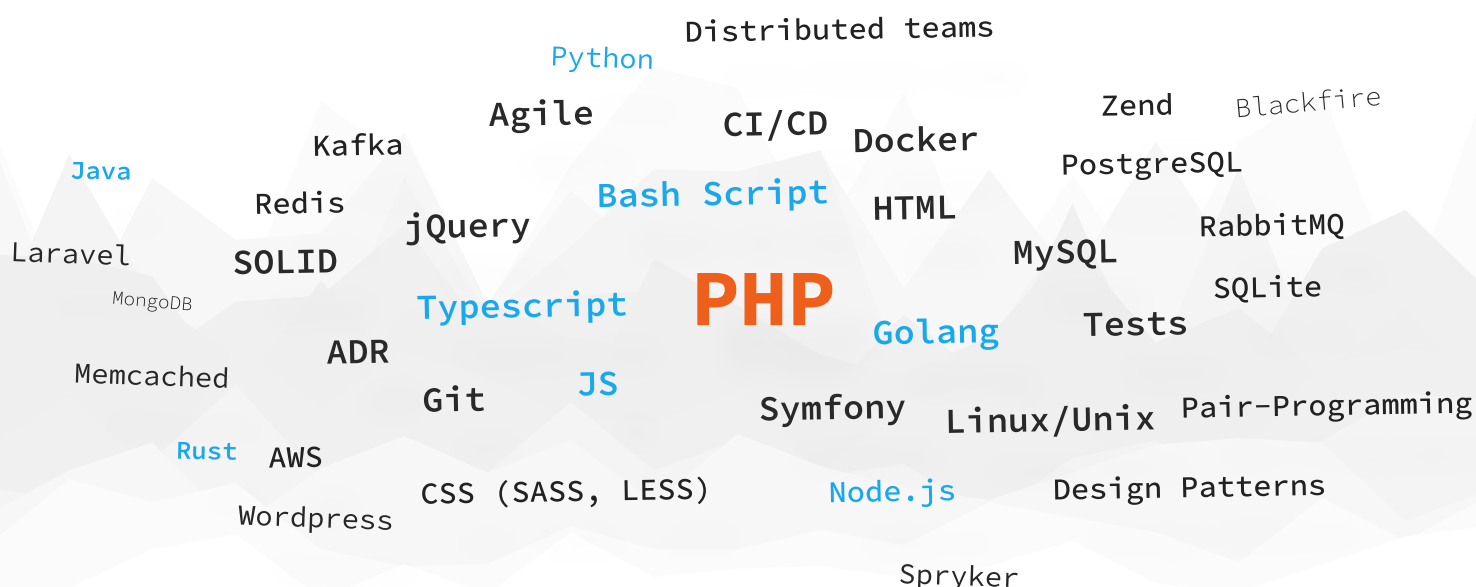 Distributed teams
Python
Agile
CI/CD
Zend
Blackfire
Kafka
Docker
Java
PostgreSQL
Bash Script
Redis
HTML
jQuery
RabbitMQ
Laravel
SOLID
MySQL
MongoDB
Typescript
PHP
SQLite
Golang
Tests
ADR
Memcached
JS
Git
Symfony
Linux/Unix
Pair-Programming
Rust
AWS
CSS (SASS, LESS)
Node.js
Design Patterns
Wordpress
Spryker